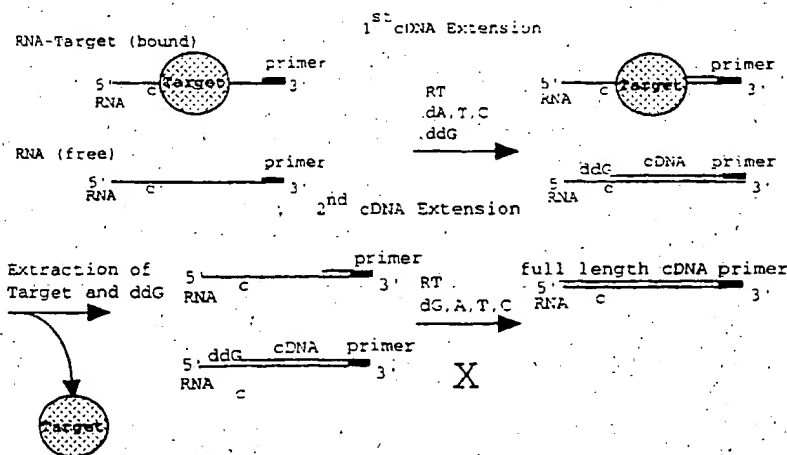 1st cDNA Extension
RNA-Target (bound)
primer
5' c Target 3'
RNA
RT
dA,T,C
ddG
primer
5' c Target 3'
RNA
RNA (free)
primer
5' c 3'
RNA
ddG cDNA primer
5' c 3'
RNA
2nd cDNA Extension
Extraction of
Target and ddG
Target
primer
5' c 3'
RNA
RT
dG,A,T,C
full length cDNA primer
5' c 3'
RNA
ddG cDNA primer
5' 3'
RNA c
X